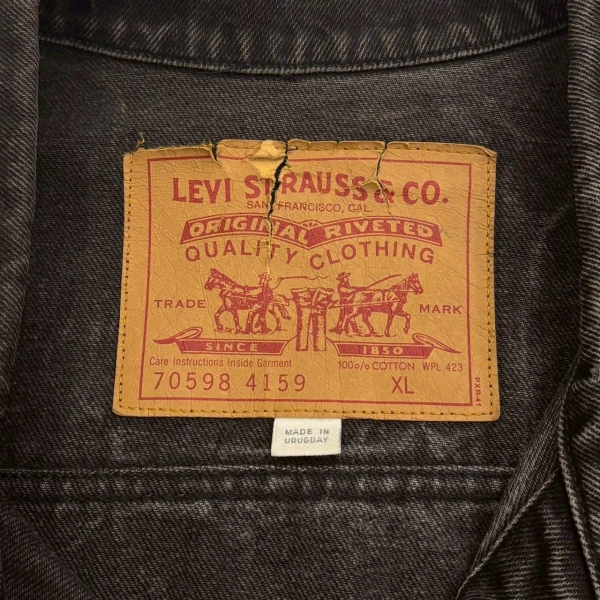 LEVI STRAUSS & CO.
SAN FRANCISCO, CAL.
ORIGINAL RIVETED
QUALITY CLOTHING
TRADE MARK
SINCE 1850
Care Instructions Inside Garment 100% COTTON WPL 423
70598 4159 XL
MADE IN
URUGUAY